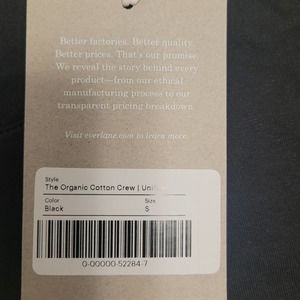 Better factories. Better quality.
Better prices. That's our promise.
We reveal the story behind every
product—from our ethical
manufacturing process to our
transparent pricing breakdown.
Visit everlane.com to learn more.
Style
The Organic Cotton Crew | Uni
Color Size
Black S
0-00000-52284-7